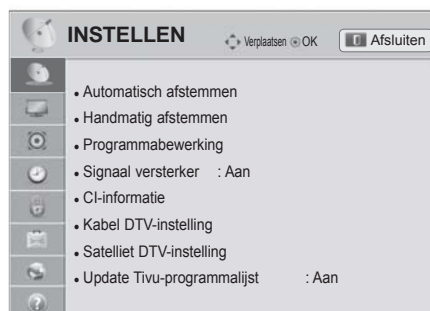 INSTELLEN
Verplaatsen OK
Afsluiten
• Automatisch afstemmen
• Handmatig afstemmen
• Programmabewerking
• Signaal versterker : Aan
• CI-informatie
• Kabel DTV-instelling
• Satelliet DTV-instelling
• Update Tivu-programmalijst : Aan